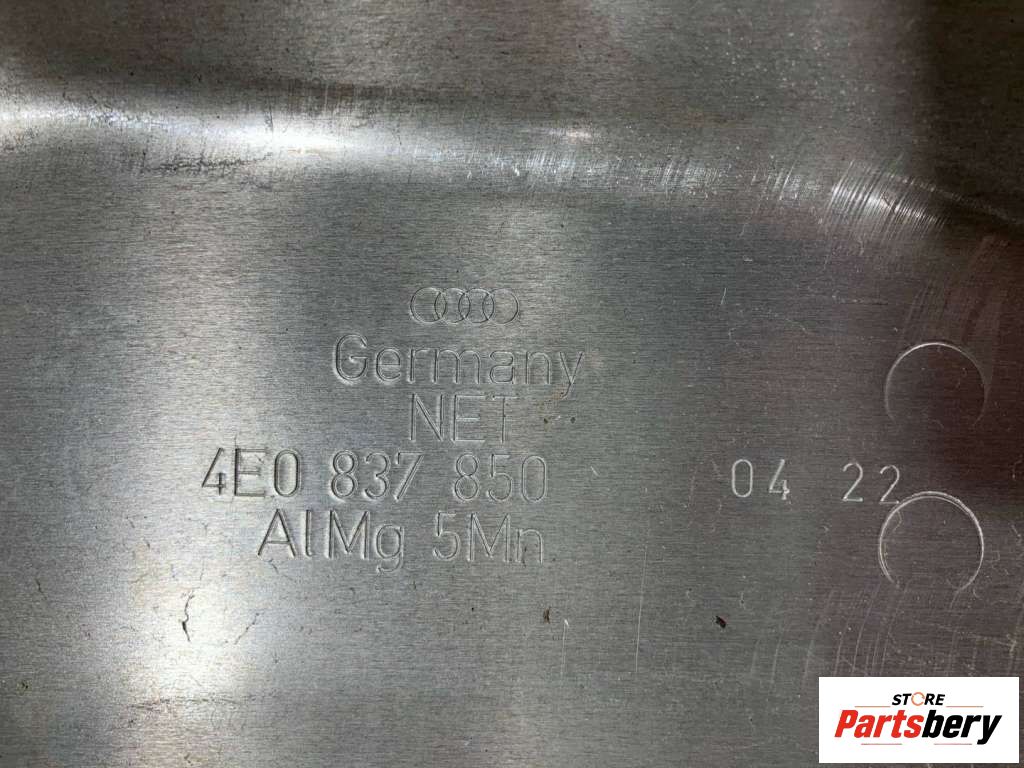 Germany
NET
4E0 837 850 04 22
AlMg 5Mn
STORE
Partsbery